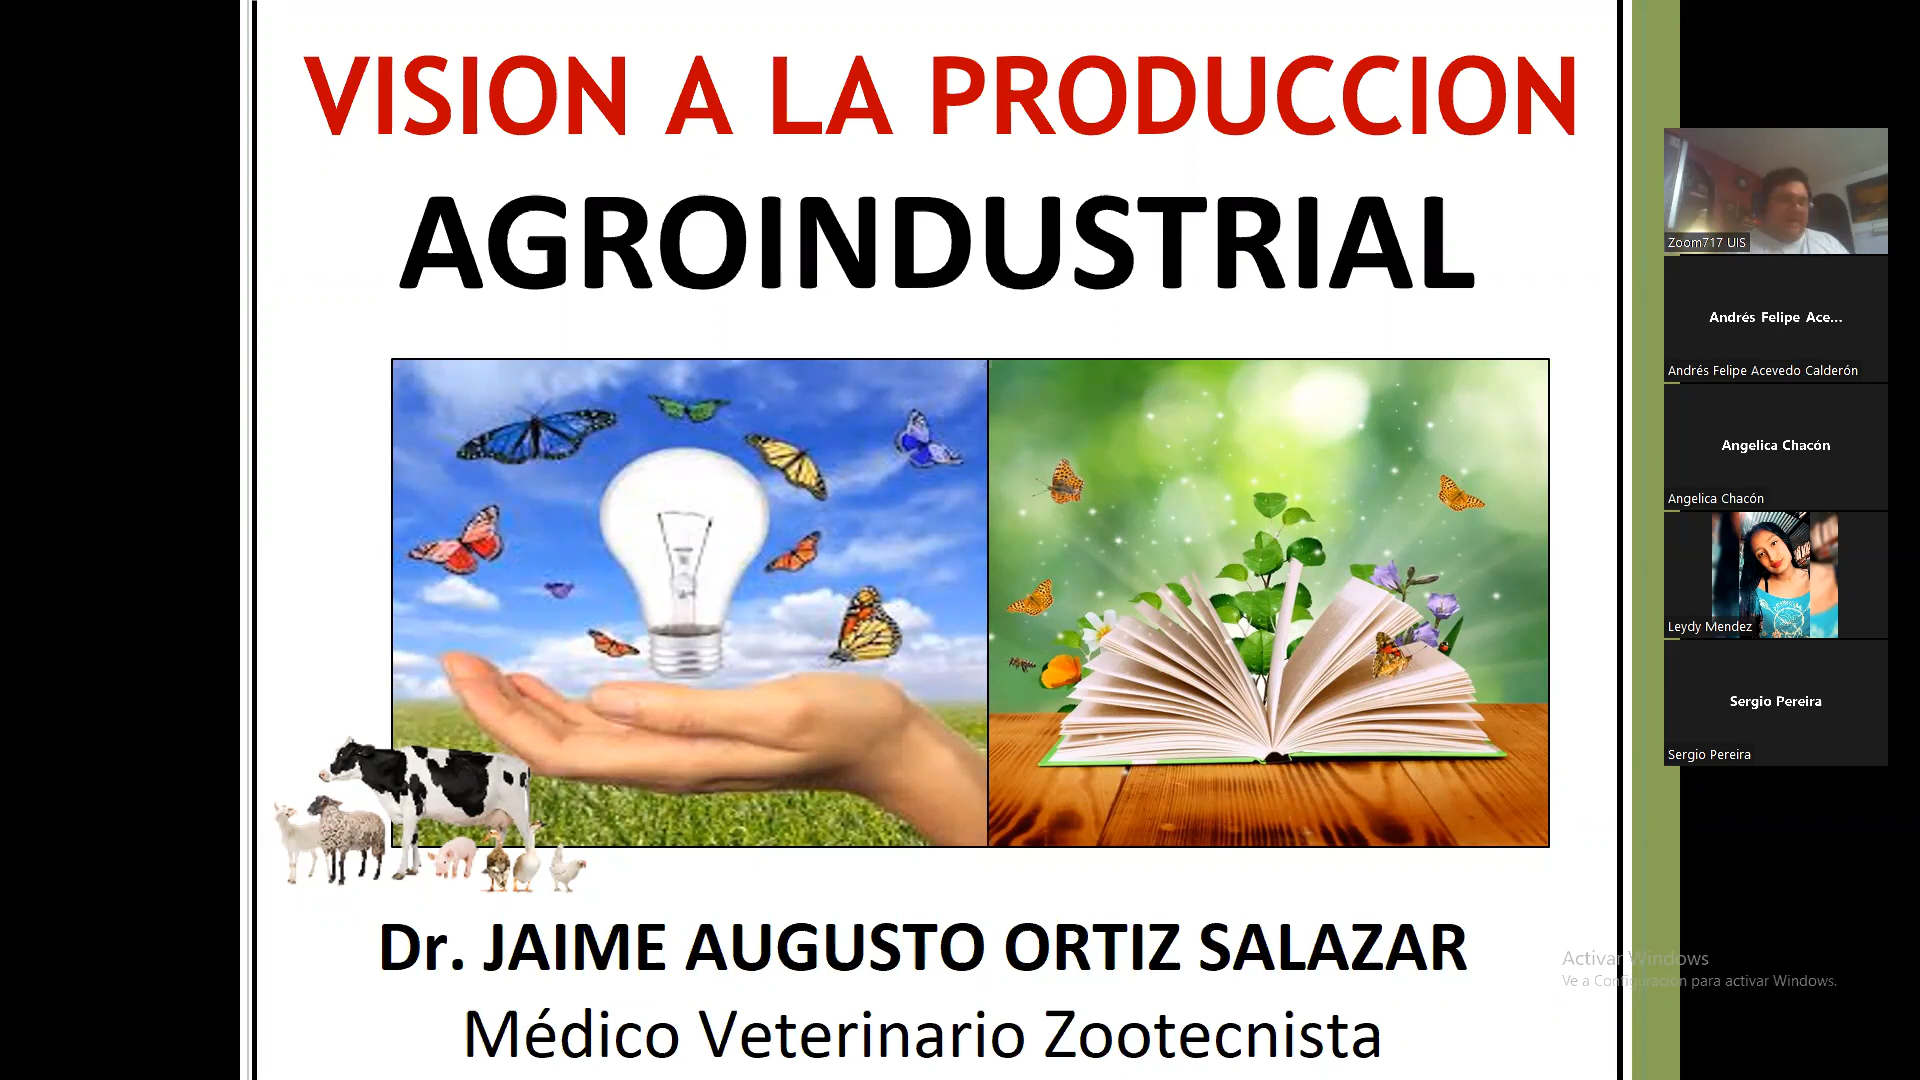 VISION A LA PRODUCCION
AGROINDUSTRIAL
Dr. JAIME AUGUSTO ORTIZ SALAZAR
Médico Veterinario Zootecnista
Zoom717 UIS
Andrés Felipe Ace...
Andrés Felipe Acevedo Calderón
Angelica Chacón
Angelica Chacón
Leydy Mendez
Sergio Pereira
Sergio Pereira
Activar Windows
Ve a Configuración para activar Windows.